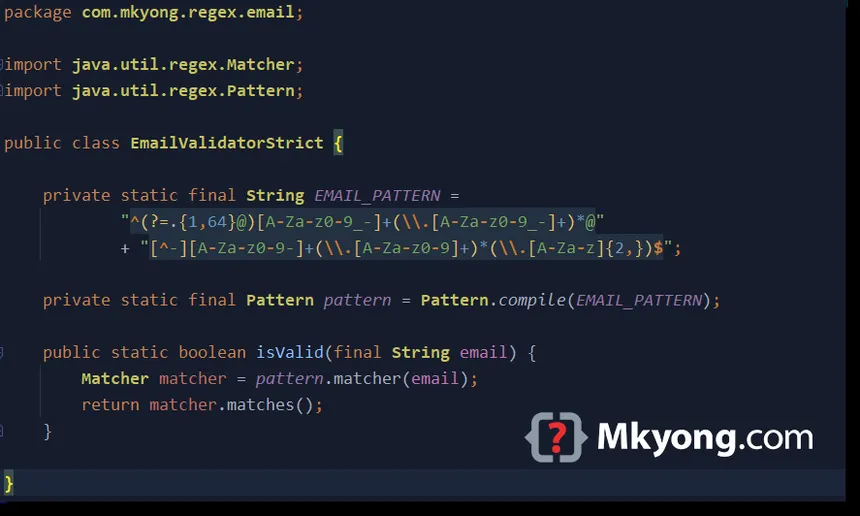 package com.mkyong.regex.email;
import java.util.regex.Matcher;
import java.util.regex.Pattern;
public class EmailValidatorStrict {
private static final String EMAIL_PATTERN =
"^(?=.{1,64}@)[A-Za-z0-9_-]+(\\.[A-Za-z0-9_-]+)*@"
+ "[^-][A-Za-z0-9-]+(\\.[A-Za-z0-9]+)*(\\.[A-Za-z]{2,})$";
private static final Pattern pattern = Pattern.compile(EMAIL_PATTERN);
public static boolean isValid(final String email) {
Matcher matcher = pattern.matcher(email);
return matcher.matches();
}
{?} Mkyong.com
}